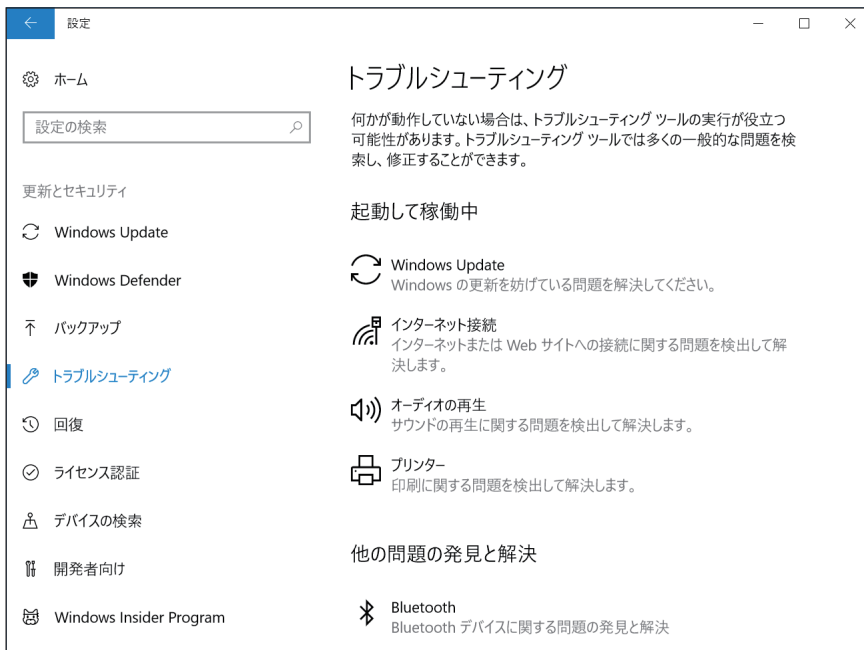 設定
ホーム
設定の検索
更新とセキュリティ
Windows Update
Windows Defender
バックアップ
トラブルシューティング
回復
ライセンス認証
デバイスの検索
開発者向け
Windows Insider Program
トラブルシューティング
何かが動作していない場合は、トラブルシューティング ツールの実行が役立つ
可能性があります。トラブルシューティング ツールでは多くの一般的な問題を検
索し、修正することができます。
起動して稼働中
Windows Update
Windows の更新を妨げている問題を解決してください。
インターネット接続
インターネットまたは Web サイトへの接続に関する問題を検出して解
決します。
オーディオの再生
サウンドの再生に関する問題を検出して解決します。
プリンター
印刷に関する問題を検出して解決します。
他の問題の発見と解決
Bluetooth
Bluetooth デバイスに関する問題の発見と解決